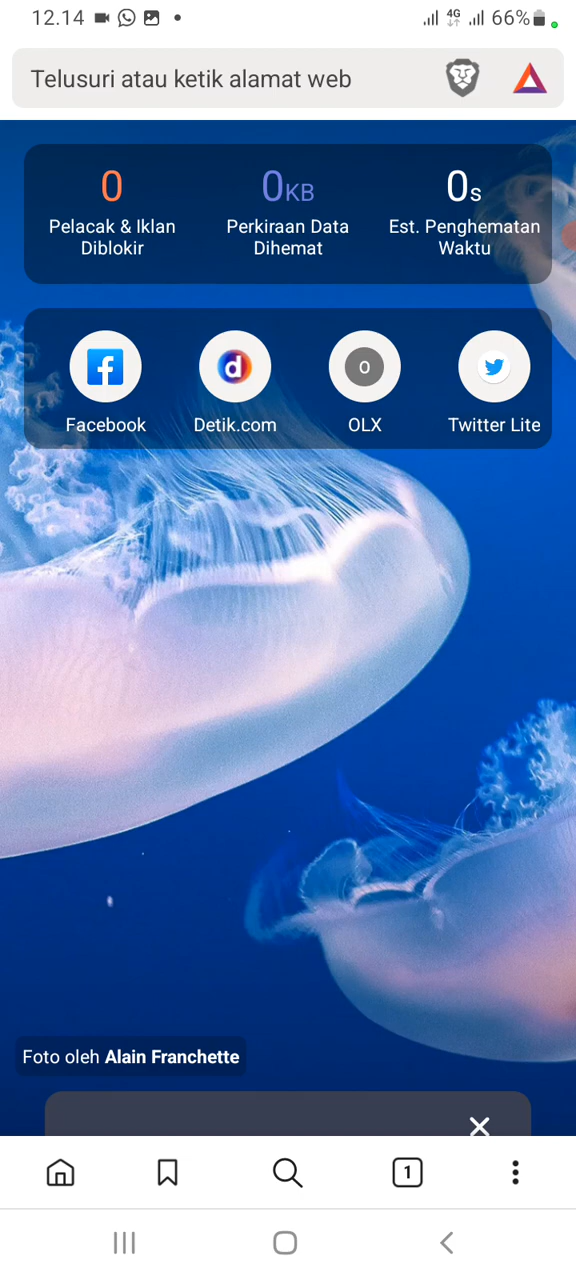 12.14
4G
66%
Telusuri atau ketik alamat web
0
0KB
0s
Pelacak & Iklan
Diblokir
Perkiraan Data
Dihemat
Est. Penghematan
Waktu
d
O
Facebook
Detik.com
OLX
Twitter Lite
Foto oleh Alain Franchette
1